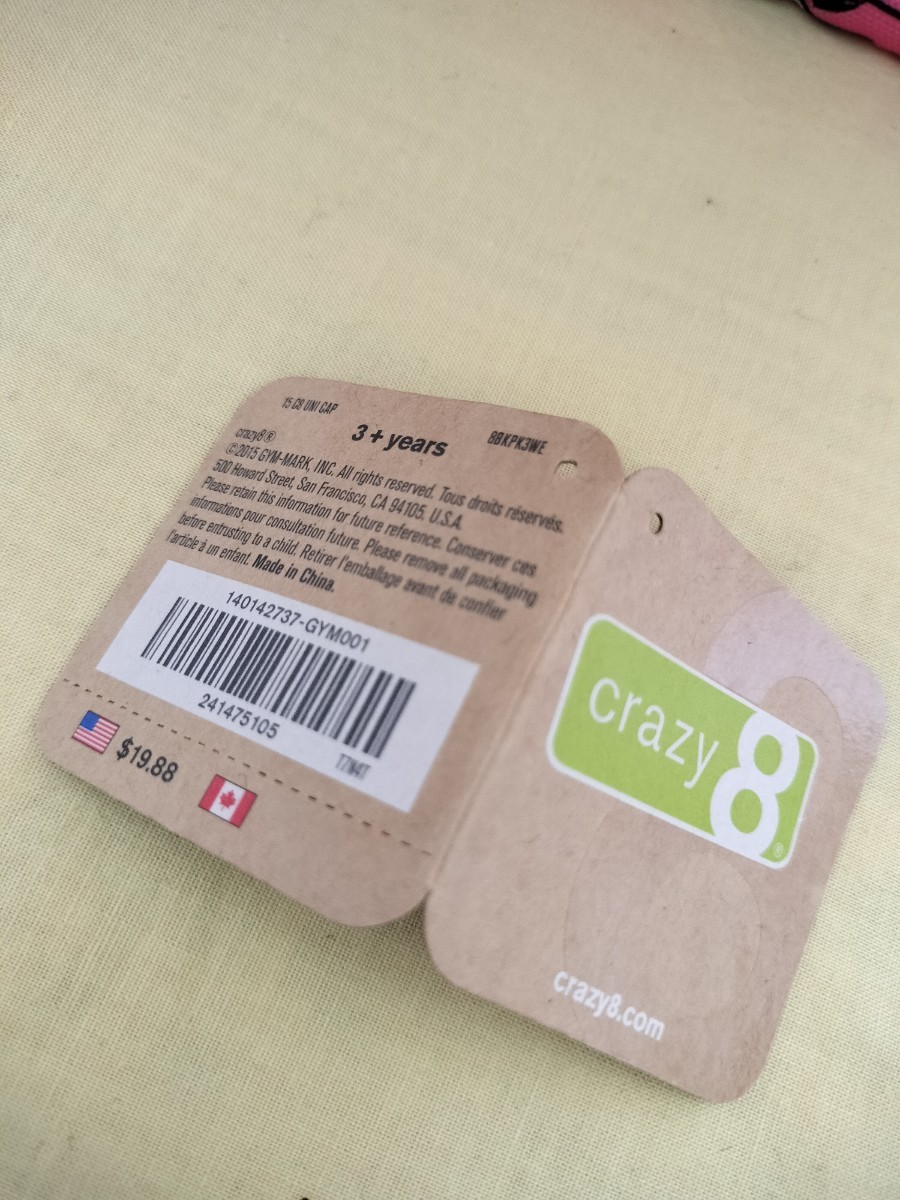 15 C8 UNI CAP
3 + years
BBKPK3WE
crazy8®
©2015 GYM-MARK, INC. All rights reserved. Tous droits réservés.
500 Howard Street, San Francisco, CA 94105, U.S.A.
Please retain this information for future reference. Conserver ces
informations pour consultation future. Please remove all packaging
before entrusting to a child. Retirer l'emballage avant de confier
l'article à un enfant. Made in China.
140142737-GYM001
241475105
$19.88
crazy8®
crazy8.com